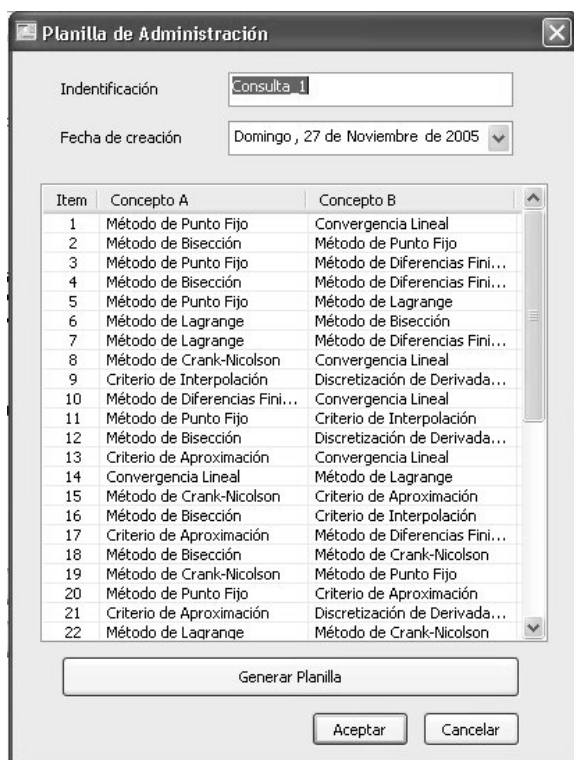 Planilla de Administración
Indentificación Consulta_1
Fecha de creación Domingo , 27 de Noviembre de 2005
Item Concepto A Concepto B
1 Método de Punto Fijo Convergencia Lineal
2 Método de Bisección Método de Punto Fijo
3 Método de Punto Fijo Método de Diferencias Fini...
4 Método de Bisección Método de Diferencias Fini...
5 Método de Punto Fijo Método de Lagrange
6 Método de Lagrange Método de Bisección
7 Método de Lagrange Método de Diferencias Fini...
8 Método de Crank-Nicolson Convergencia Lineal
9 Criterio de Interpolación Discretización de Derivada...
10 Método de Diferencias Fini... Convergencia Lineal
11 Método de Punto Fijo Criterio de Interpolación
12 Método de Bisección Discretización de Derivada...
13 Criterio de Aproximación Convergencia Lineal
14 Convergencia Lineal Método de Lagrange
15 Método de Crank-Nicolson Criterio de Aproximación
16 Método de Bisección Criterio de Interpolación
17 Criterio de Aproximación Método de Diferencias Fini...
18 Método de Bisección Método de Crank-Nicolson
19 Método de Crank-Nicolson Método de Punto Fijo
20 Método de Punto Fijo Criterio de Aproximación
21 Criterio de Aproximación Discretización de Derivada...
22 Método de Lagrange Método de Crank-Nicolson
Generar Planilla
Aceptar Cancelar